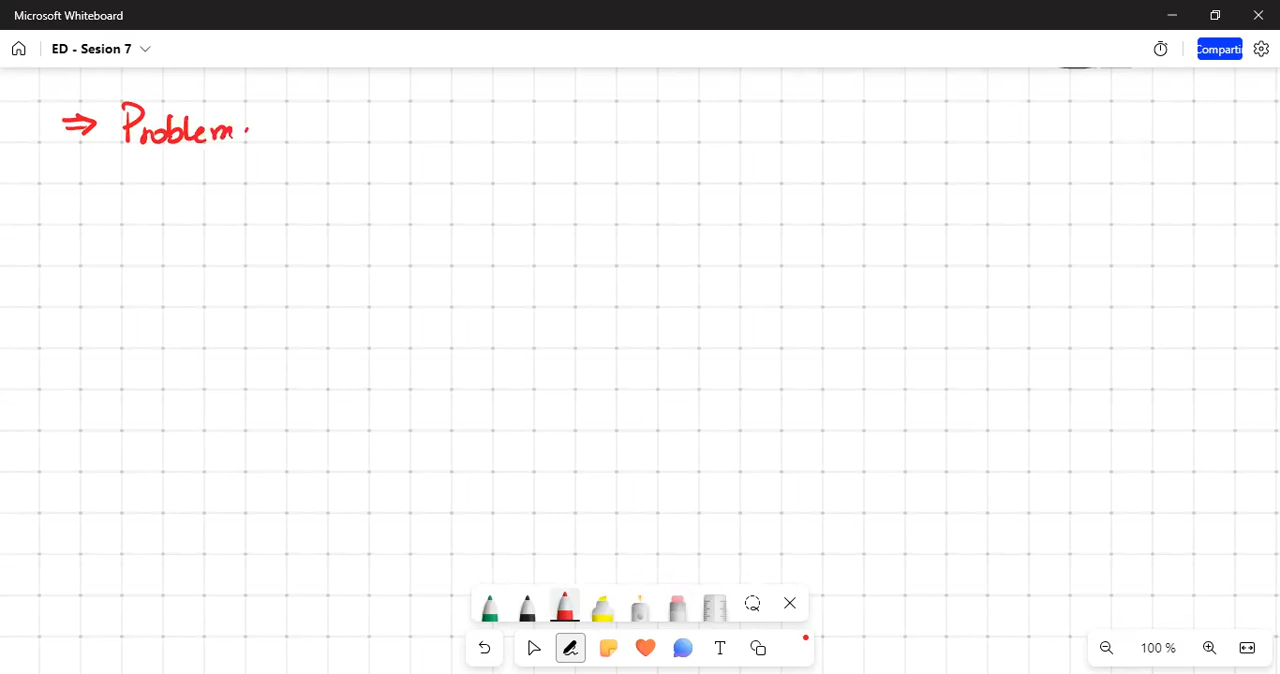 Microsoft Whiteboard
ED - Sesion 7
Comparti
⇒ Problem
100 %